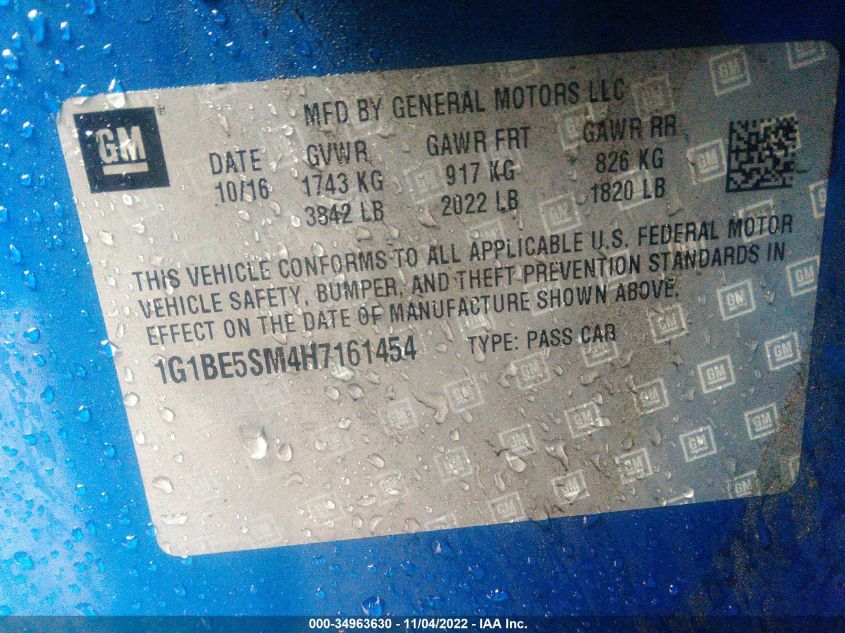 GM
MFD BY GENERAL MOTORS LLC
DATE GVWR GAWR FRT GAWR RR
10/16 1743 KG 917 KG 826 KG
3842 LB 2022 LB 1820 LB
THIS VEHICLE CONFORMS TO ALL APPLICABLE U.S. FEDERAL MOTOR
VEHICLE SAFETY, BUMPER, AND THEFT PREVENTION STANDARDS IN
EFFECT ON THE DATE OF MANUFACTURE SHOWN ABOVE.
1G1BE5SM4H7161454 TYPE: PASS CAR
000-34963630 - 11/04/2022 - IAA Inc.